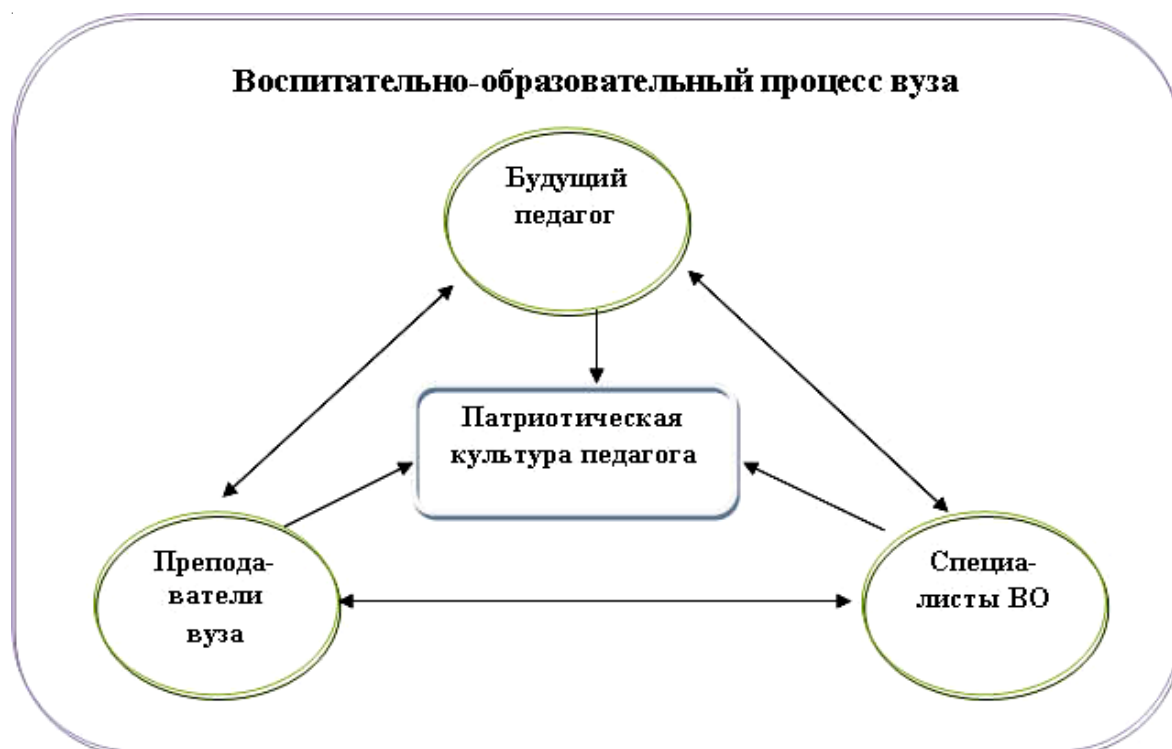 Воспитательно-образовательный процесс вуза
Будущий
педагог
Патриотическая
культура педагога
Препода-
ватели
вуза
Специа-
листы ВО